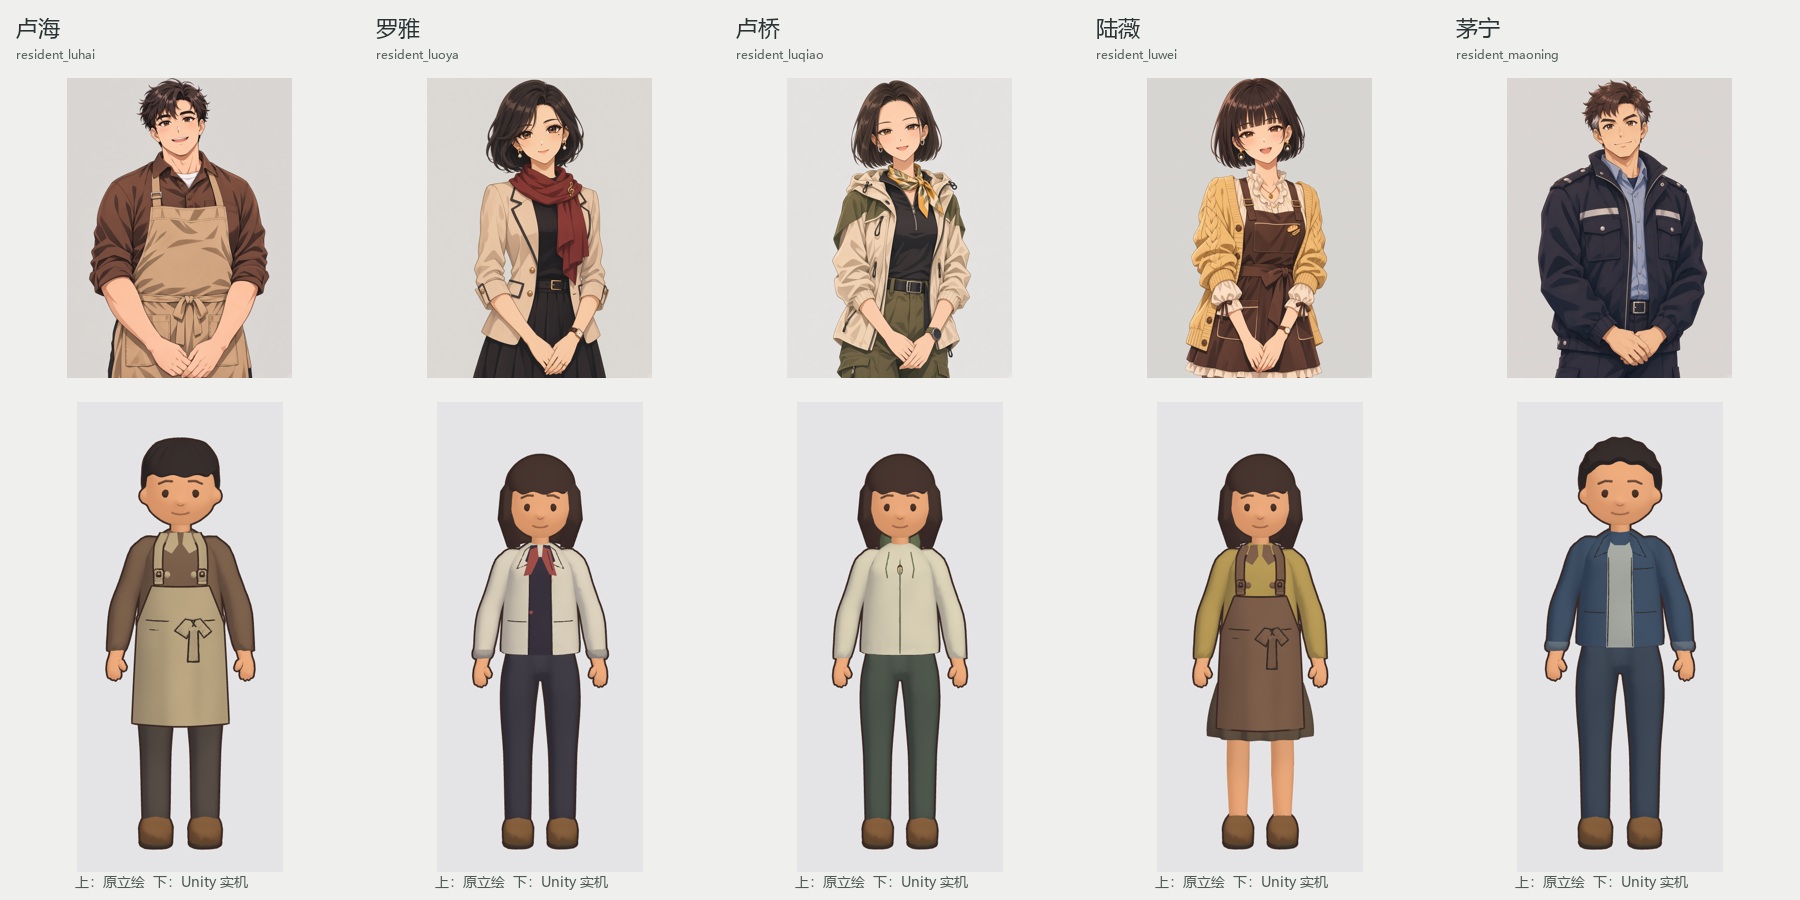 卢海
resident_luhai
罗雅
resident_luoya
卢桥
resident_luqiao
陆薇
resident_luwei
茅宁
resident_maoning
上：原立绘 下：Unity 实机
上：原立绘 下：Unity 实机
上：原立绘 下：Unity 实机
上：原立绘 下：Unity 实机
上：原立绘 下：Unity 实机